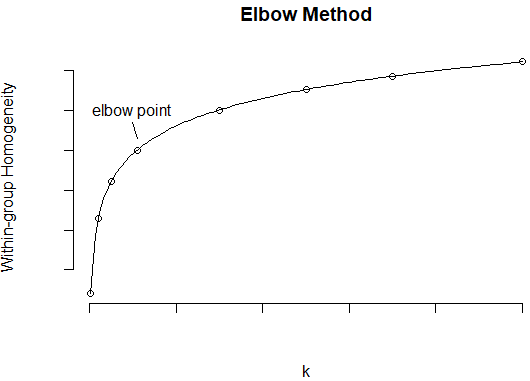 Elbow Method
Within-group Homogeneity
elbow point
k